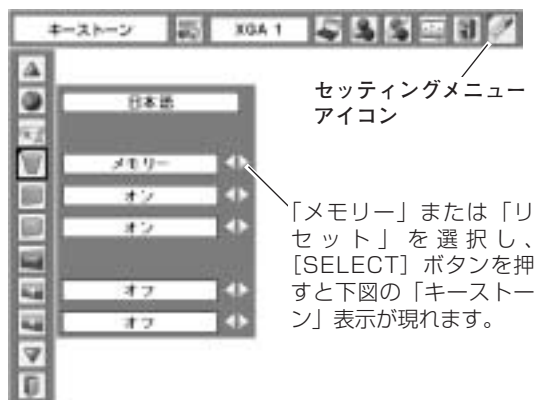 キーストーン
XGA 1
セッティングメニュー
アイコン
日本語
メモリー
オン
オン
オフ
オフ
「メモリー」または「リ
セット」を選択し、
[SELECT] ボタンを押
すと下図の「キーストー
ン」表示が現れます。